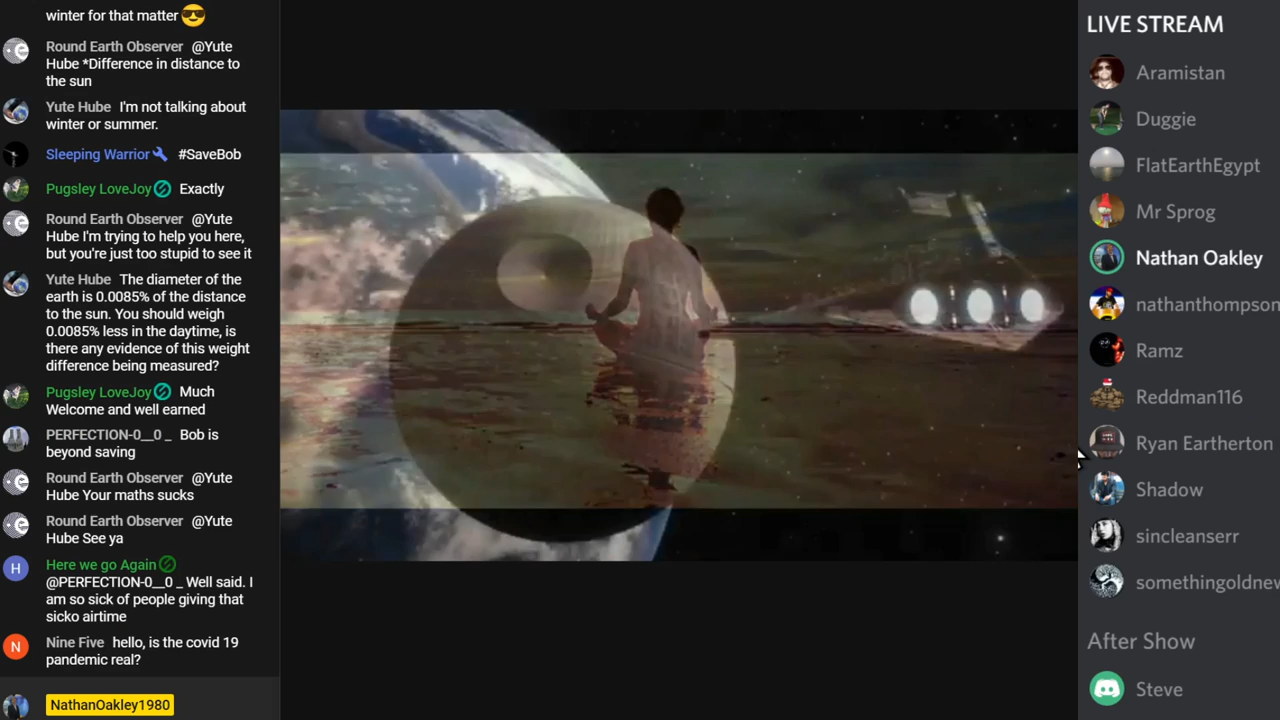 winter for that matter
Round Earth Observer @Yute
Hube *Difference in distance to
the sun
Yute Hube I'm not talking about
winter or summer.
Sleeping Warrior #SaveBob
Pugsley LoveJoy Exactly
Round Earth Observer @Yute
Hube I'm trying to help you here,
but you're just too stupid to see it
Yute Hube The diameter of the
earth is 0.0085% of the distance
to the sun. You should weigh
0.0085% less in the daytime, is
there any evidence of this weight
difference being measured?
Pugsley LoveJoy Much
Welcome and well earned
PERFECTION-0__0 _ Bob is
beyond saving
Round Earth Observer @Yute
Hube Your maths sucks
Round Earth Observer @Yute
Hube See ya
Here we go Again
@PERFECTION-0__0 _ Well said. I
am so sick of people giving that
sicko airtime
Nine Five hello, is the covid 19
pandemic real?
NathanOakley1980
LIVE STREAM
Aramistan
Duggie
FlatEarthEgypt
Mr Sprog
Nathan Oakley
nathanthompson
Ramz
Reddman116
Ryan Eartherton
Shadow
sincleanserr
somethingoldnew
After Show
Steve